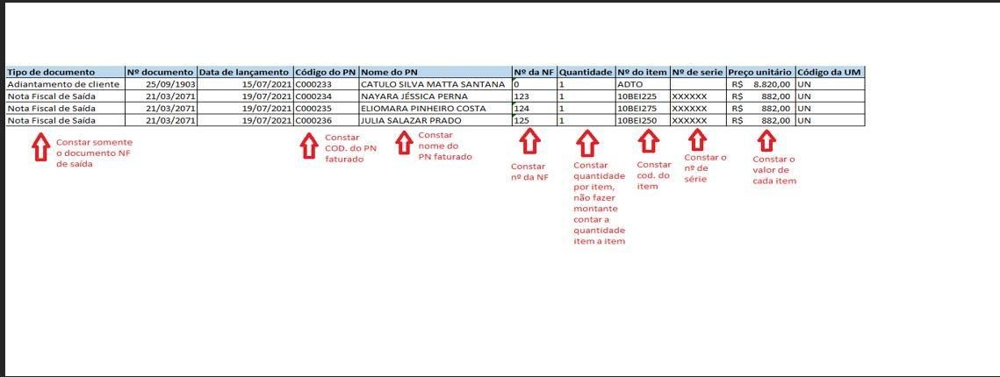 Tipo de documento Nº documento Data de lançamento Código do PN Nome do PN Nº da NF Quantidade Nº do item Nº de serie Preço unitário Código da UM
Adiantamento de cliente 25/09/1903 15/07/2021 C000233 CATULO SILVA MATTA SANTANA 0 1 ADTO R$ 8.820,00 UN
Nota Fiscal de Saída 21/03/2071 19/07/2021 C000234 NAYARA JÉSSICA PERNA 123 1 10BEI225 XXXXXX R$ 882,00 UN
Nota Fiscal de Saída 21/03/2071 19/07/2021 C000235 ELIOMARA PINHEIRO COSTA 124 1 10BEI275 XXXXXX R$ 882,00 UN
Nota Fiscal de Saída 21/03/2071 19/07/2021 C000236 JULIA SALAZAR PRADO 125 1 10BEI250 XXXXXX R$ 882,00 UN
Constar somente
o documento NF
de saída
Constar
COD. do PN
faturado
Constar
nome do
PN faturado
Constar
nº da NF
Constar
quantidade
por item,
não fazer
montante
contar a
quantidade
item a item
Constar
cod. do
item
Constar o
nº de
série
Constar o
valor de
cada item